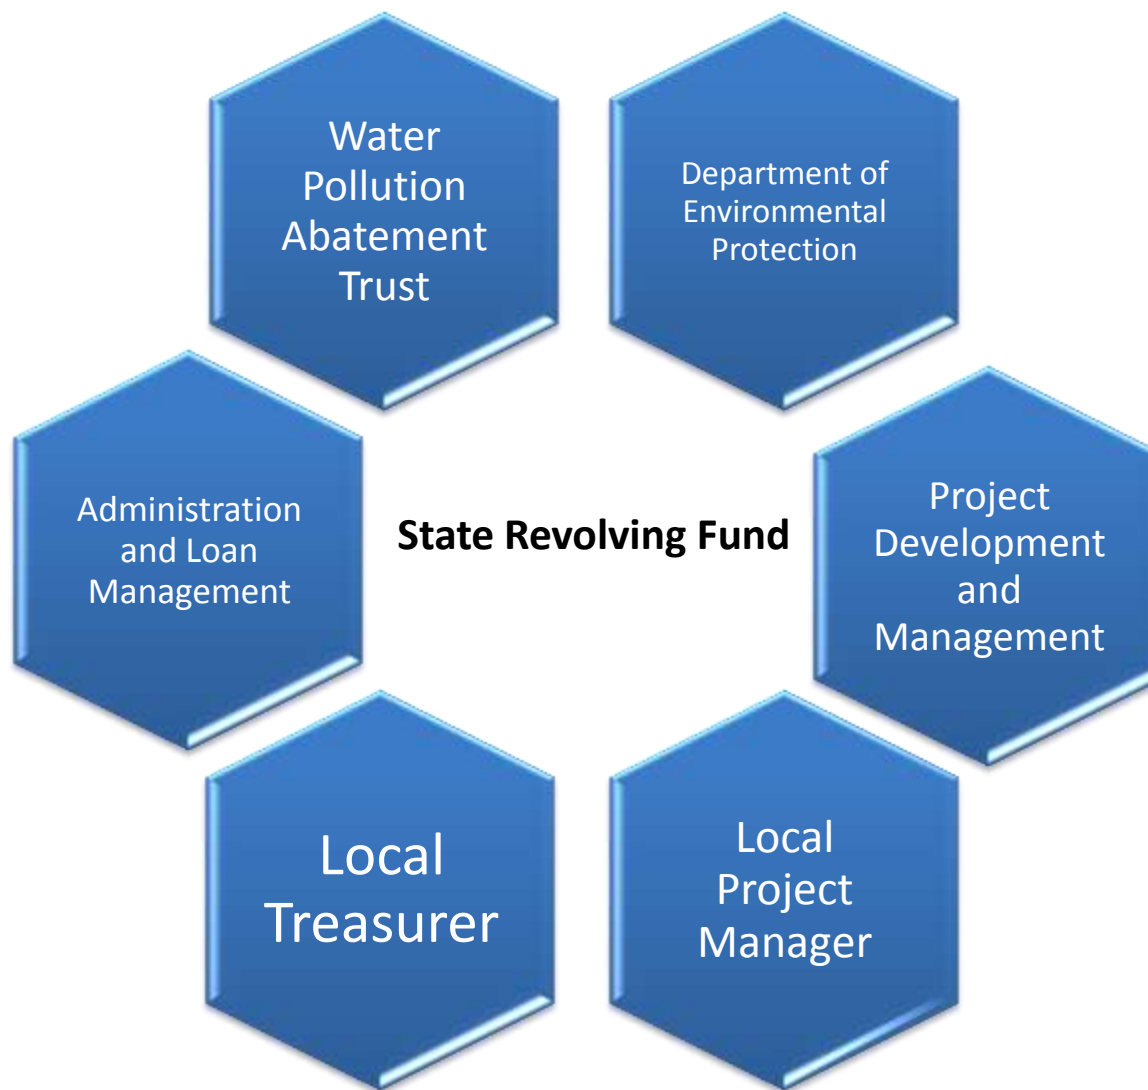 Water
Pollution
Abatement
Trust
Department of
Environmental
Protection
Administration
and Loan
Management
State Revolving Fund
Project
Development
and
Management
Local
Treasurer
Local
Project
Manager